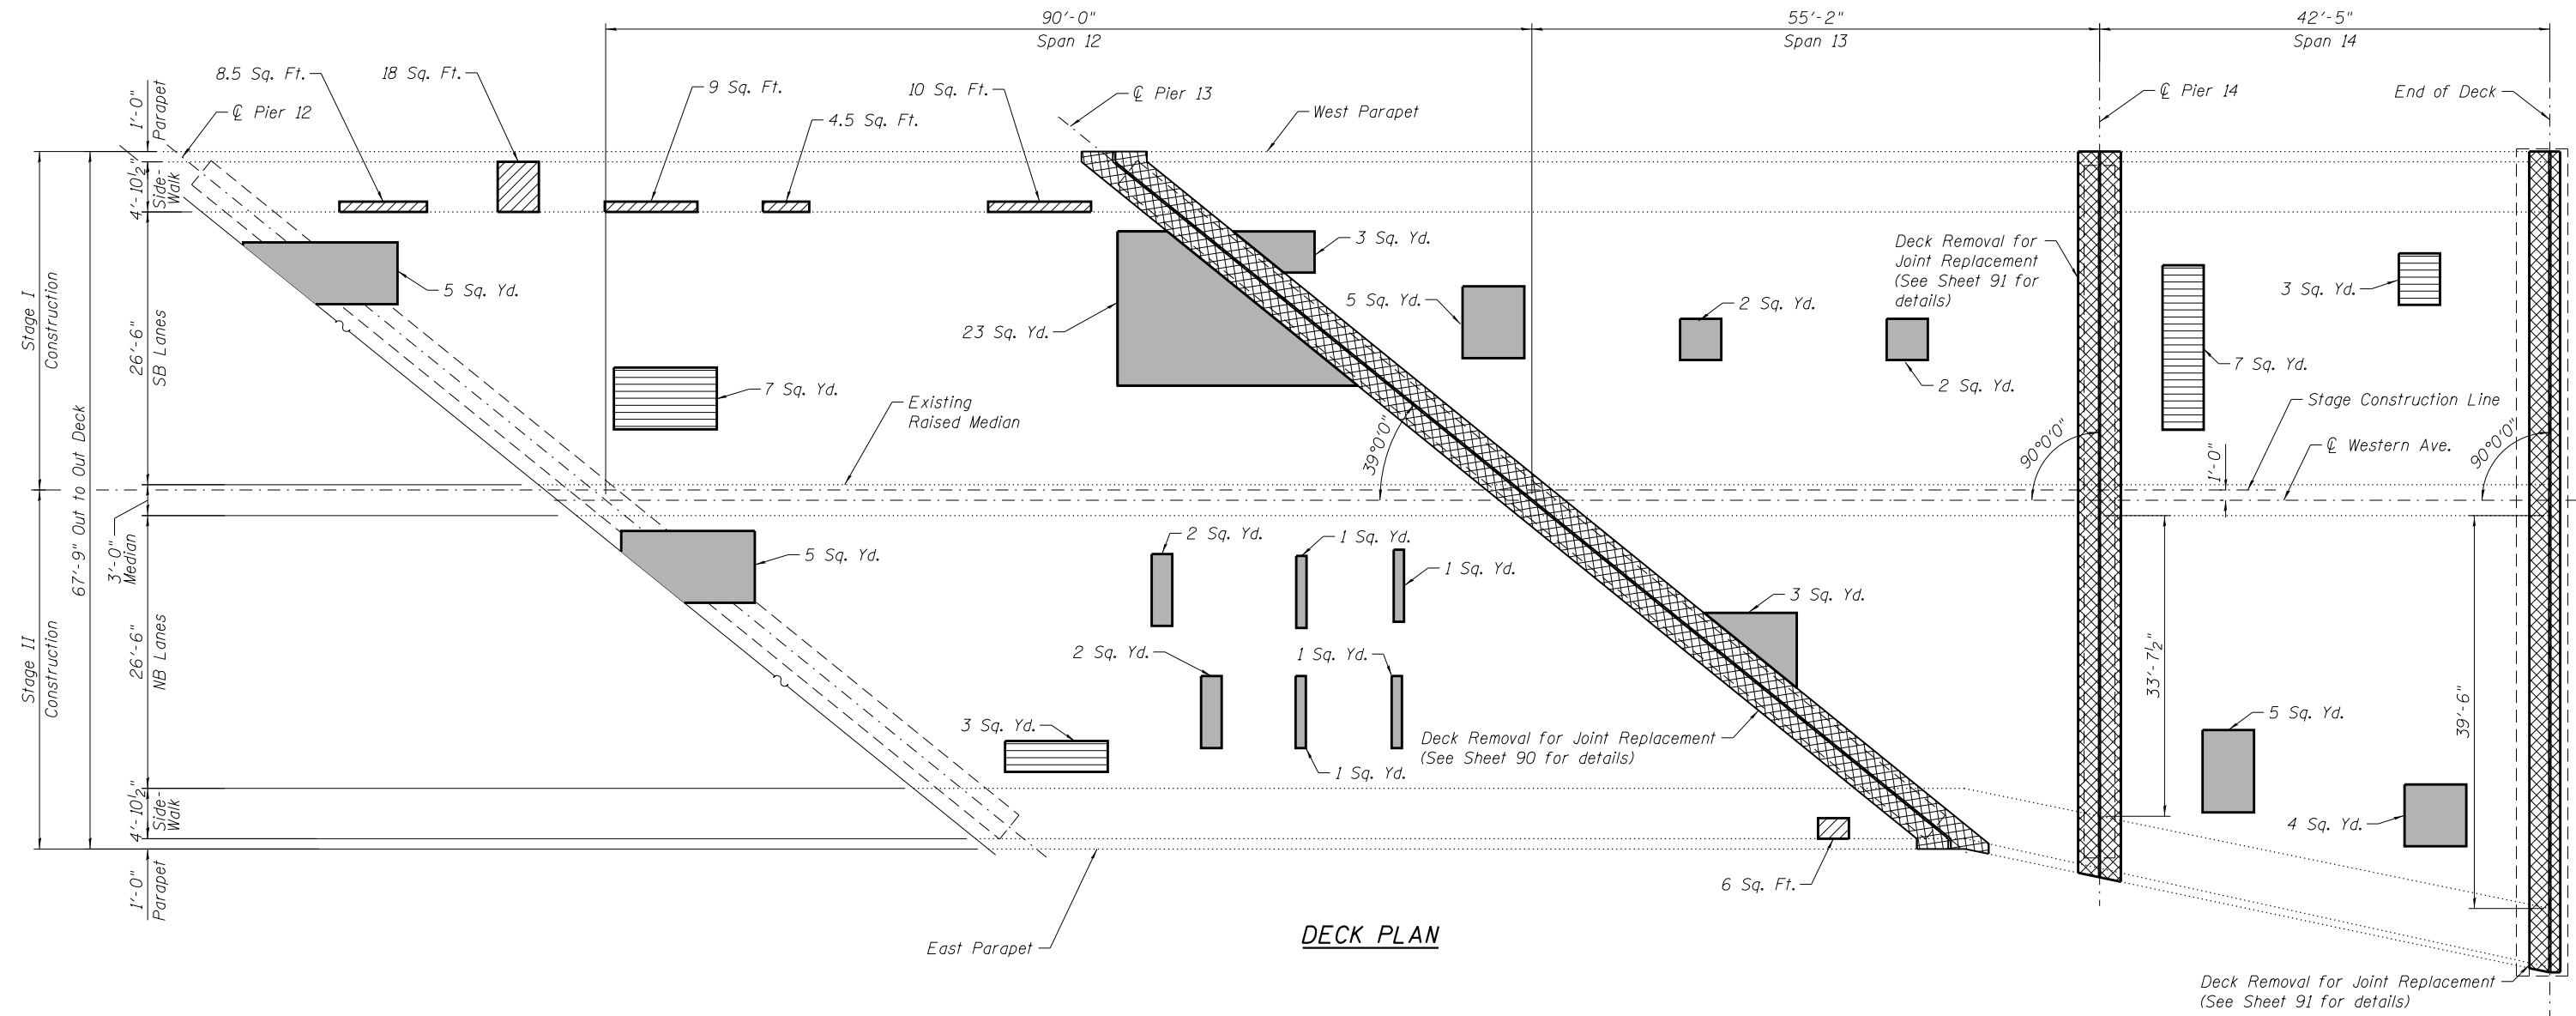 90'-0"
Span 12
55'-2"
Span 13
42'-5"
Span 14
8.5 Sq. Ft.
18 Sq. Ft.
9 Sq. Ft.
10 Sq. Ft.
4.5 Sq. Ft.
℄ Pier 12
℄ Pier 13
West Parapet
℄ Pier 14
End of Deck
1'-0"
Parapet
4'-10½"
Side-
Walk
Stage I
Construction
67'-9" Out to Out Deck
26'-6"
SB Lanes
3'-0"
Median
Stage II
Construction
26'-6"
NB Lanes
4'-10½"
Side-
Walk
1'-0"
Parapet
5 Sq. Yd.
7 Sq. Yd.
23 Sq. Yd.
3 Sq. Yd.
5 Sq. Yd.
2 Sq. Yd.
2 Sq. Yd.
Deck Removal for
Joint Replacement
(See Sheet 91 for
details)
3 Sq. Yd.
7 Sq. Yd.
Existing
Raised Median
39°0'0"
90°0'0"
1'-0"
90°0'0"
Stage Construction Line
℄ Western Ave.
5 Sq. Yd.
2 Sq. Yd.
1 Sq. Yd.
1 Sq. Yd.
2 Sq. Yd.
1 Sq. Yd.
1 Sq. Yd.
3 Sq. Yd.
3 Sq. Yd.
Deck Removal for Joint Replacement
(See Sheet 90 for details)
33'-7½"
39'-6"
5 Sq. Yd.
4 Sq. Yd.
6 Sq. Ft.
East Parapet
DECK PLAN
Deck Removal for Joint Replacement
(See Sheet 91 for details)